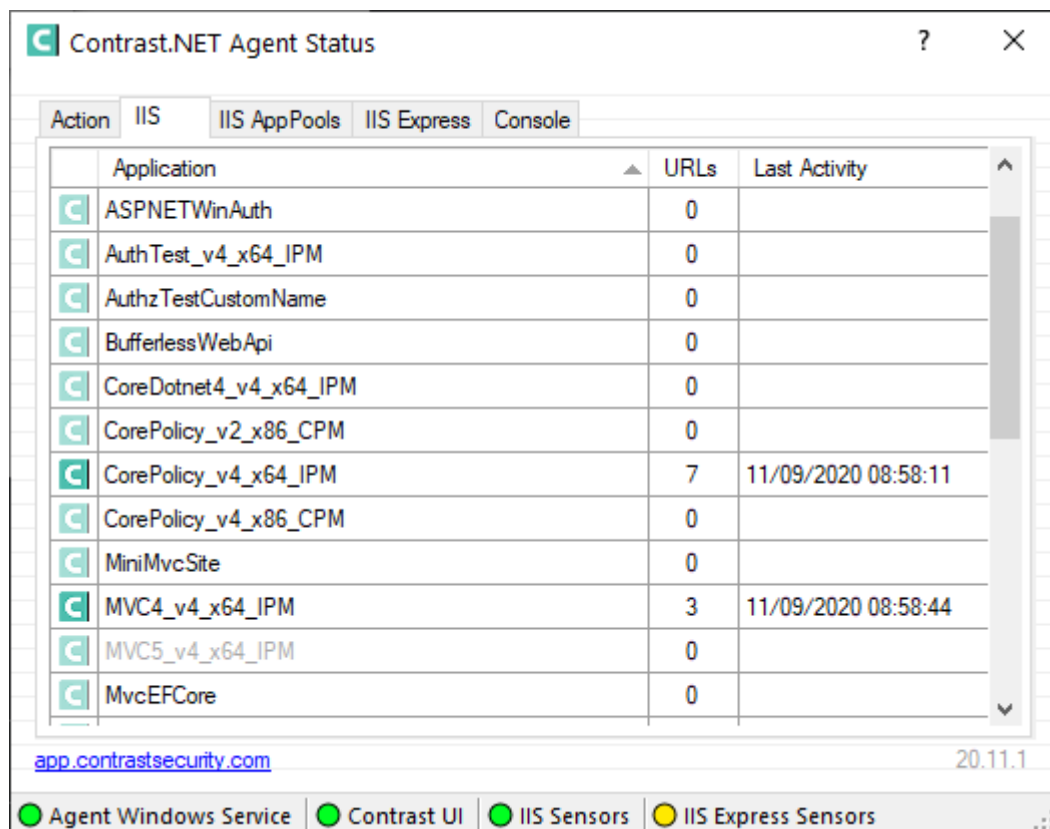 Contrast.NET Agent Status ?
Action IIS IIS AppPools IIS Express Console
Application URLs Last Activity
ASPNETWinAuth 0
AuthTest_v4_x64_IPM 0
AuthzTestCustomName 0
BufferlessWebApi 0
CoreDotnet4_v4_x64_IPM 0
CorePolicy_v2_x86_CPM 0
CorePolicy_v4_x64_IPM 7 11/09/2020 08:58:11
CorePolicy_v4_x86_CPM 0
MiniMvcSite 0
MVC4_v4_x64_IPM 3 11/09/2020 08:58:44
MVC5_v4_x64_IPM 0
MvcEFCore 0
app.contrastsecurity.com 20.11.1
Agent Windows Service Contrast UI IIS Sensors IIS Express Sensors